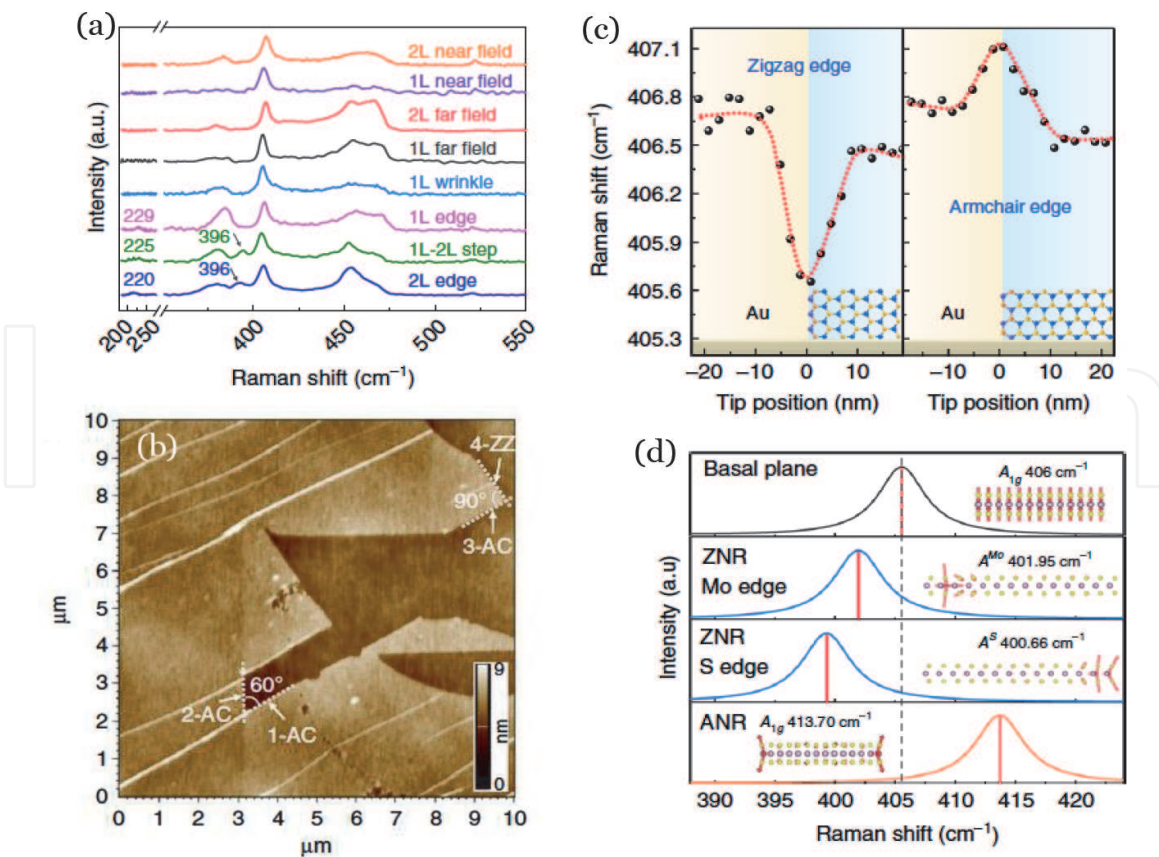 (a)
2L near field
1L near field
2L far field
1L far field
1L wrinkle
229
1L edge
225
396
1L-2L step
220
396
2L edge
Intensity (a.u.)
200 250 400 450 500 550
Raman shift (cm⁻¹)
(b)
10
9
8
7
6
5
4
3
2
1
0
µm
4-ZZ
90°
3-AC
60°
2-AC
1-AC
9
nm
0
0 1 2 3 4 5 6 7 8 9 10
µm
(c)
407.1
406.8
406.5
406.2
405.9
405.6
405.3
Raman shift (cm⁻¹)
Zigzag edge
Armchair edge
Au
Au
−20 −10 0 10
−10 0 10 20
Tip position (nm)
Tip position (nm)
(d)
Basal plane
A1g 406 cm⁻¹
ZNR
Mo edge
A^Mo 401.95 cm⁻¹
ZNR
S edge
A^S 400.66 cm⁻¹
ANR
A1g 413.70 cm⁻¹
Intensity (a.u)
390 395 400 405 415 420
Raman shift (cm⁻¹)